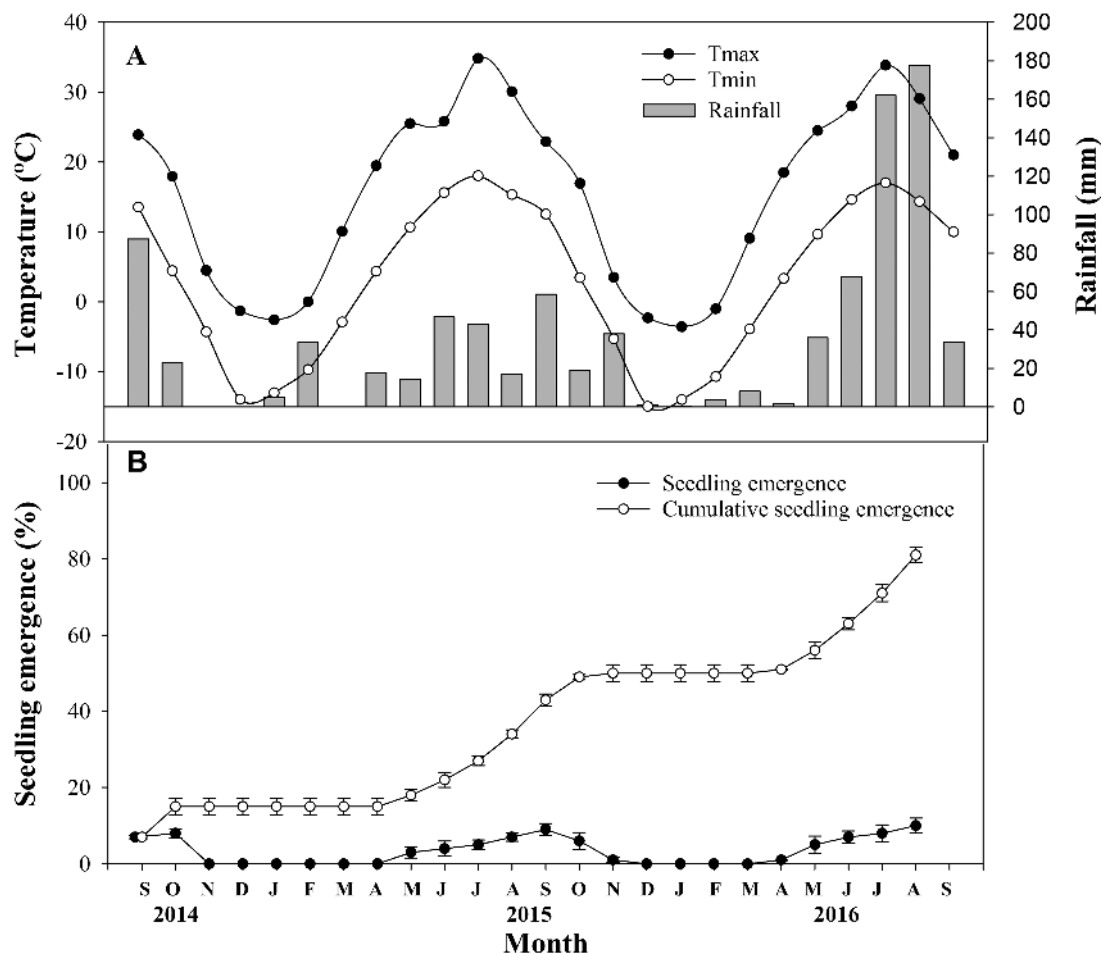 A
Tmax
Tmin
Rainfall
40
30
20
10
0
-10
-20
Temperature (ºC)
200
180
160
140
120
100
80
60
40
20
0
Rainfall (mm)
B
Seedling emergence
Cumulative seedling emergence
100
80
60
40
20
0
Seedling emergence (%)
S O N D J F M A M J J A S O N D J F M A M J J A S
2014 2015 2016
Month